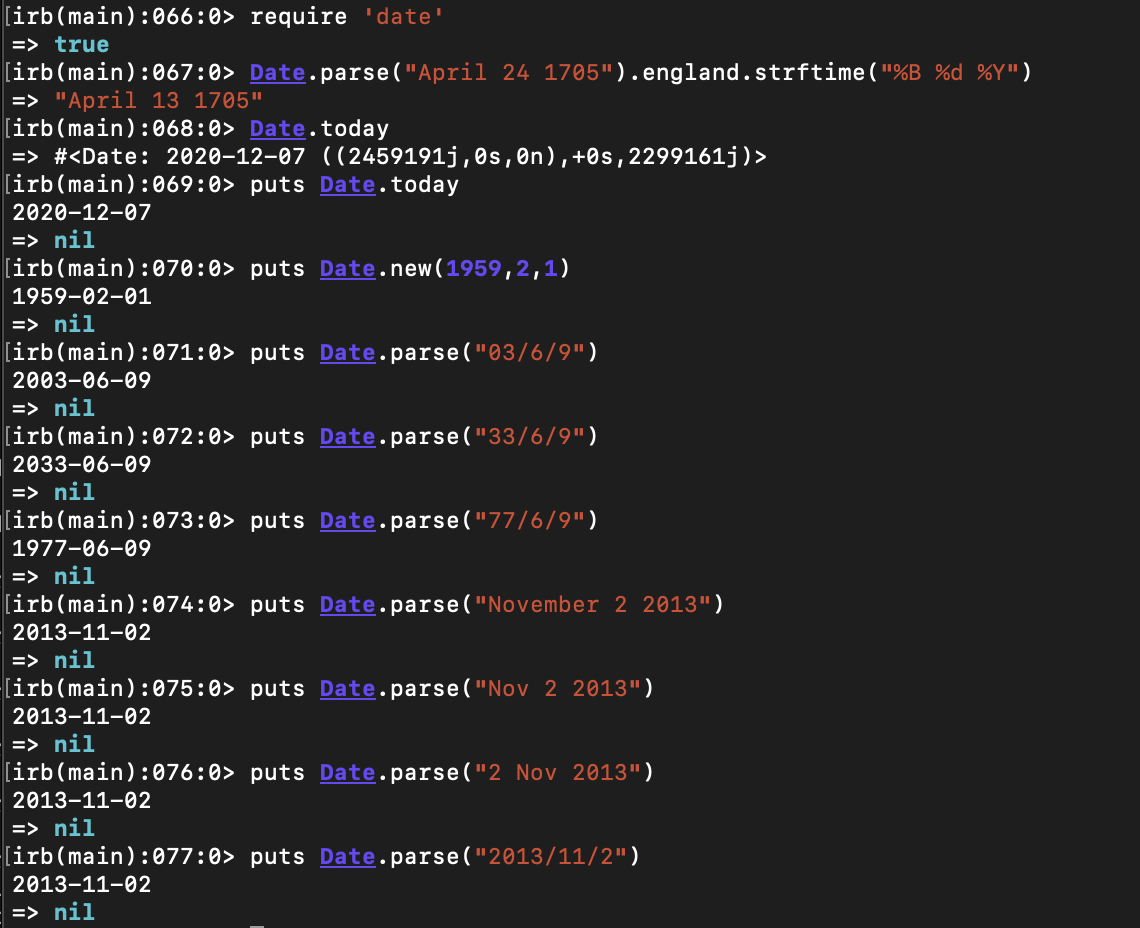 irb(main):066:0> require 'date'
=> true
irb(main):067:0> Date.parse("April 24 1705").england.strftime("%B %d %Y")
=> "April 13 1705"
irb(main):068:0> Date.today
=> #<Date: 2020-12-07 ((2459191j,0s,0n),+0s,2299161j)>
irb(main):069:0> puts Date.today
2020-12-07
=> nil
irb(main):070:0> puts Date.new(1959,2,1)
1959-02-01
=> nil
irb(main):071:0> puts Date.parse("03/6/9")
2003-06-09
=> nil
irb(main):072:0> puts Date.parse("33/6/9")
2033-06-09
=> nil
irb(main):073:0> puts Date.parse("77/6/9")
1977-06-09
=> nil
irb(main):074:0> puts Date.parse("November 2 2013")
2013-11-02
=> nil
irb(main):075:0> puts Date.parse("Nov 2 2013")
2013-11-02
=> nil
irb(main):076:0> puts Date.parse("2 Nov 2013")
2013-11-02
=> nil
irb(main):077:0> puts Date.parse("2013/11/2")
2013-11-02
=> nil